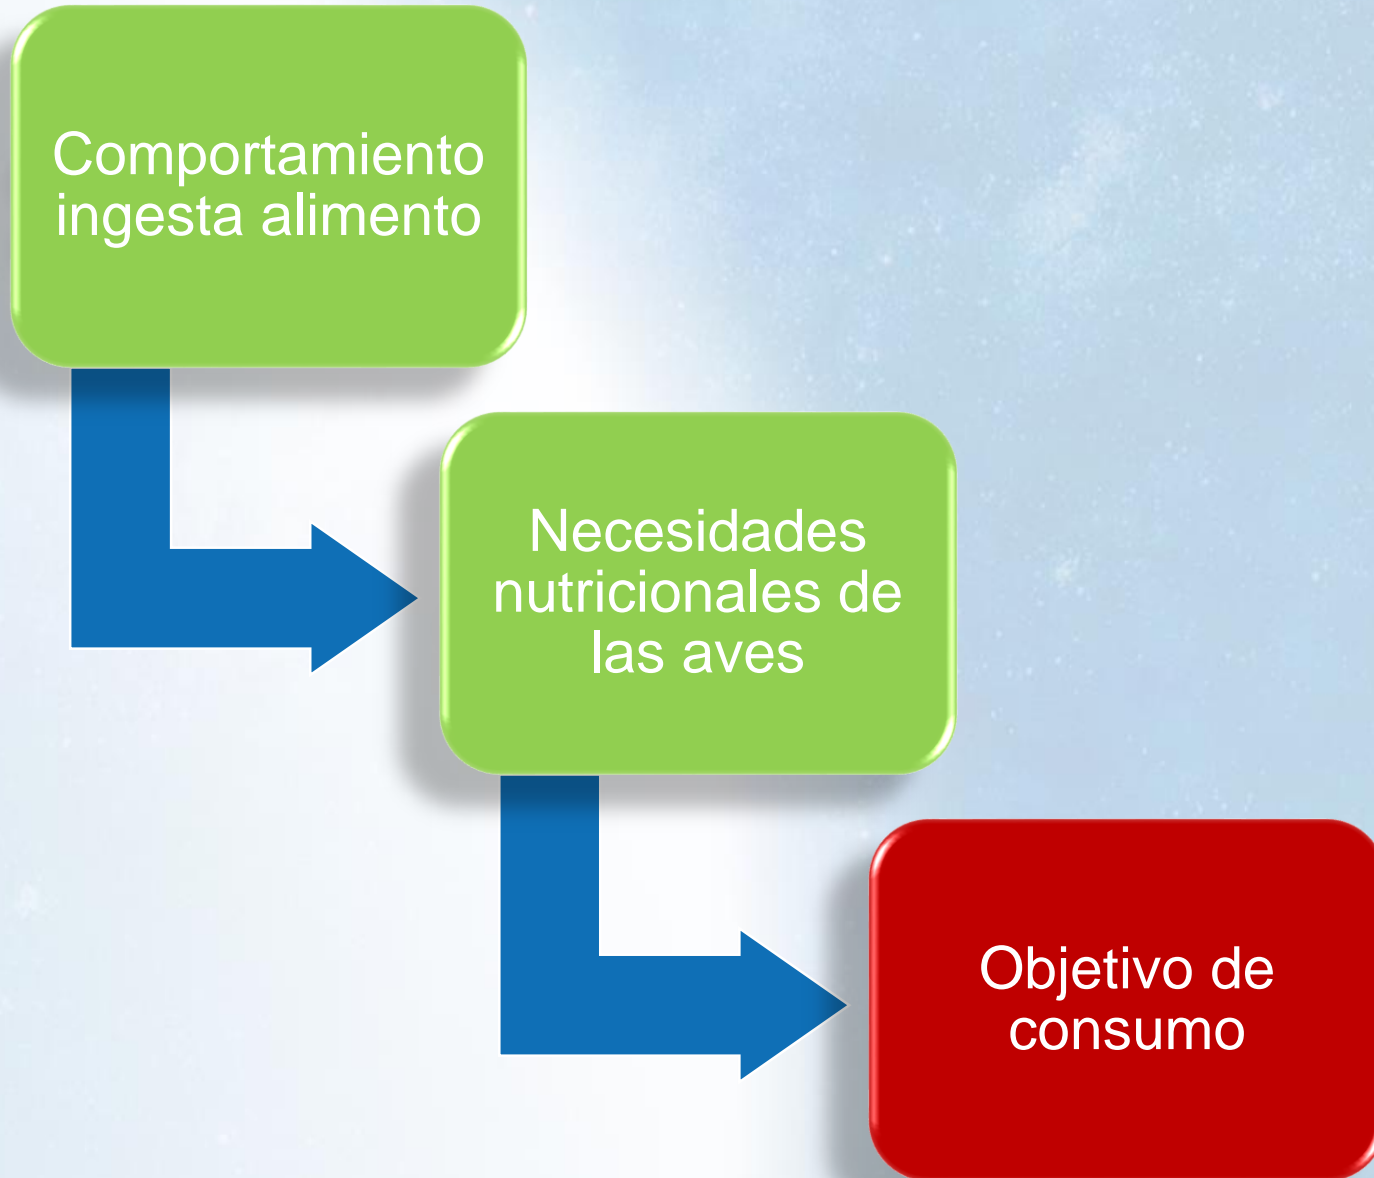 Comportamiento
ingesta alimento
Necesidades
nutricionales de
las aves
Objetivo de
consumo